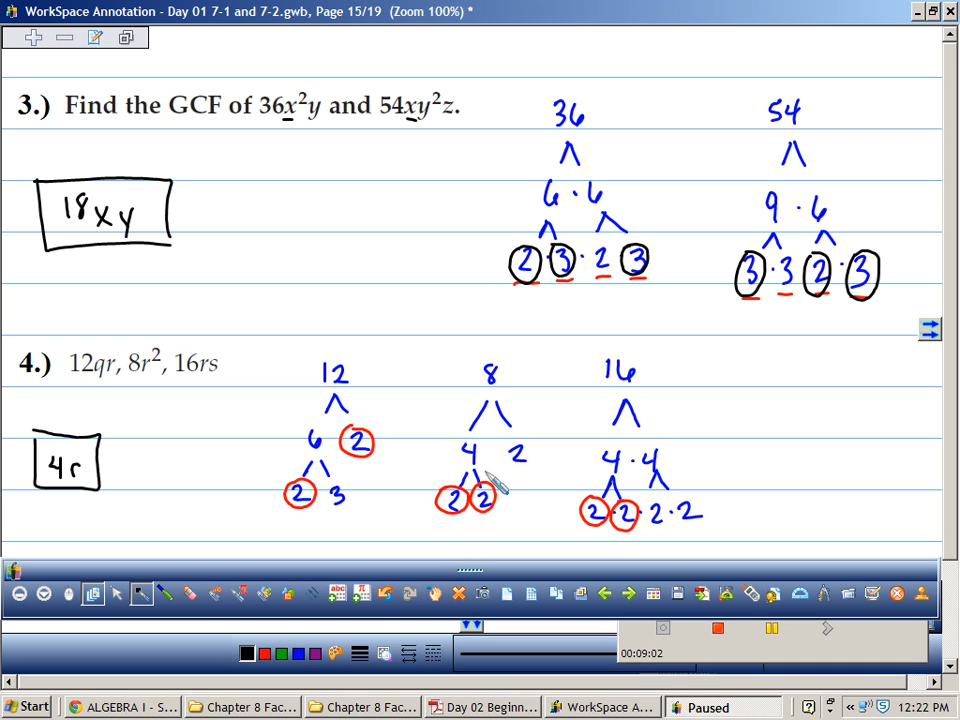 WorkSpace Annotation - Day 01 7-1 and 7-2.gwb, Page 15/19 (Zoom 100%) *
3.) Find the GCF of 36x²y and 54xy²z.
36
54
6 · 6
9 · 6
18xy
2 · 3 · 2 · 3
3 · 3 2 · 3
4.) 12qr, 8r², 16rs
12
8
16
6 2
4 2
4 · 4
4r
2 3
2 2
2 · 2 · 2 · 2
abc
π
00:09:02
Start
ALGEBRA I - S...
Chapter 8 Fac...
Chapter 8 Fac...
Day 02 Beginn...
WorkSpace A...
Paused
12:22 PM